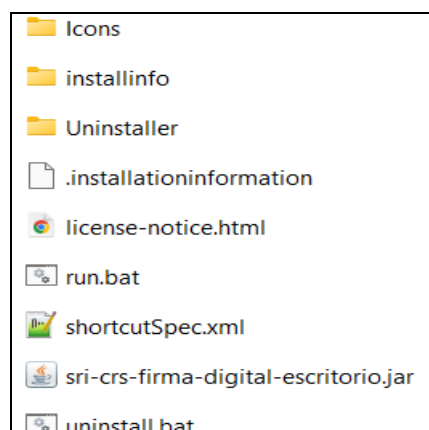 Icons
installinfo
Uninstaller
.installationinformation
license-notice.html
run.bat
shortcutSpec.xml
sri-crs-firma-digital-escritorio.jar
uninstall.bat